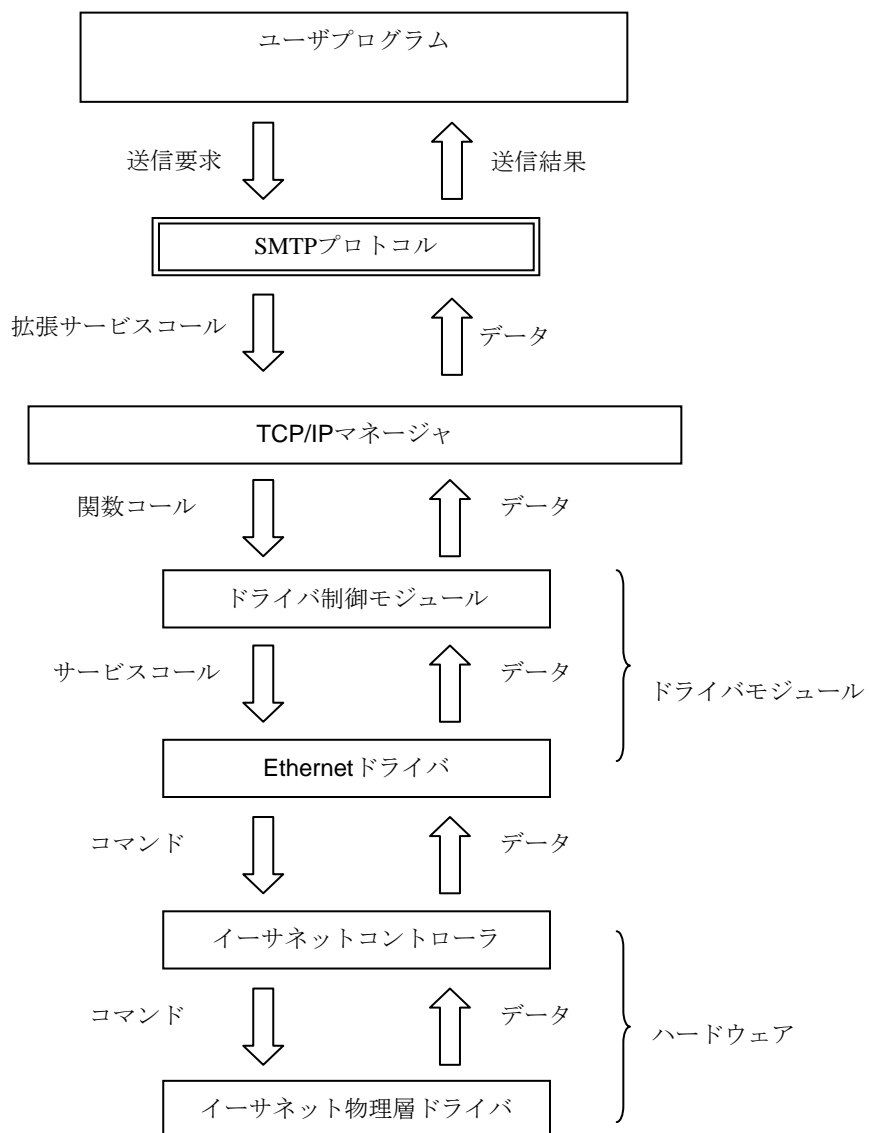 ユーザプログラム
送信要求
送信結果
SMTPプロトコル
拡張サービスコール
データ
TCP/IPマネージャ
関数コール
データ
ドライバ制御モジュール
サービスコール
データ
ドライバモジュール
Ethernetドライバ
コマンド
データ
イーサネットコントローラ
コマンド
データ
ハードウェア
イーサネット物理層ドライバ